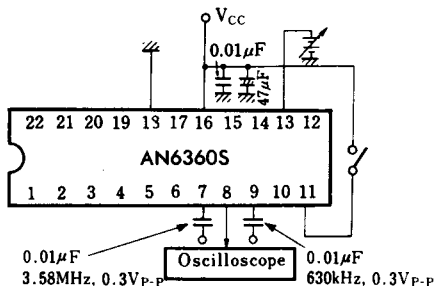 VCC
0.01μF
47μF
22 21 20 19 13 17 16 15 14 13 12
AN6360S
1 2 3 4 5 6 7 8 9 10 11
0.01μF
3.58MHz, 0.3VP-P
Oscilloscope
0.01μF
630kHz, 0.3VP-P